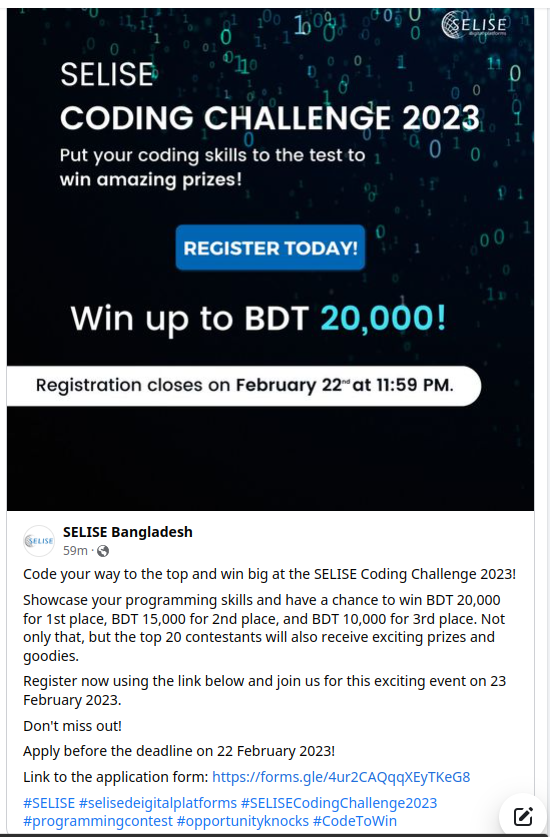 SELISE
digitalplatforms
SELISE
CODING CHALLENGE 2023
Put your coding skills to the test to
win amazing prizes!
REGISTER TODAY!
Win up to BDT 20,000!
Registration closes on February 22nd at 11:59 PM.
SELISE
SELISE Bangladesh
59m ·
Code your way to the top and win big at the SELISE Coding Challenge 2023!
Showcase your programming skills and have a chance to win BDT 20,000
for 1st place, BDT 15,000 for 2nd place, and BDT 10,000 for 3rd place. Not
only that, but the top 20 contestants will also receive exciting prizes and
goodies.
Register now using the link below and join us for this exciting event on 23
February 2023.
Don't miss out!
Apply before the deadline on 22 February 2023!
Link to the application form: https://forms.gle/4ur2CAQqqXEyTKeG8
#SELISE #selisedeigitalplatforms #SELISECodingChallenge2023
#programmingcontest #opportunityknocks #CodeToWin